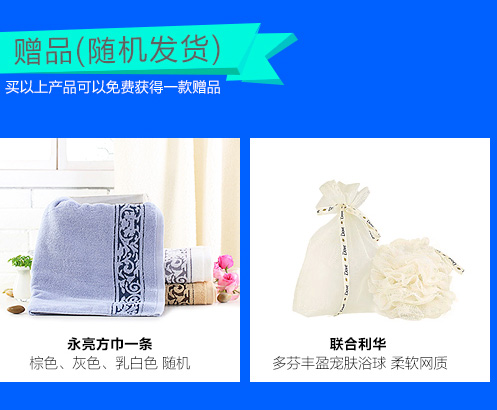 赠品(随机发货)
买以上产品可以免费获得一款赠品
永亮方巾一条
棕色、灰色、乳白色 随机
联合利华
多芬丰盈宠肤浴球 柔软网质